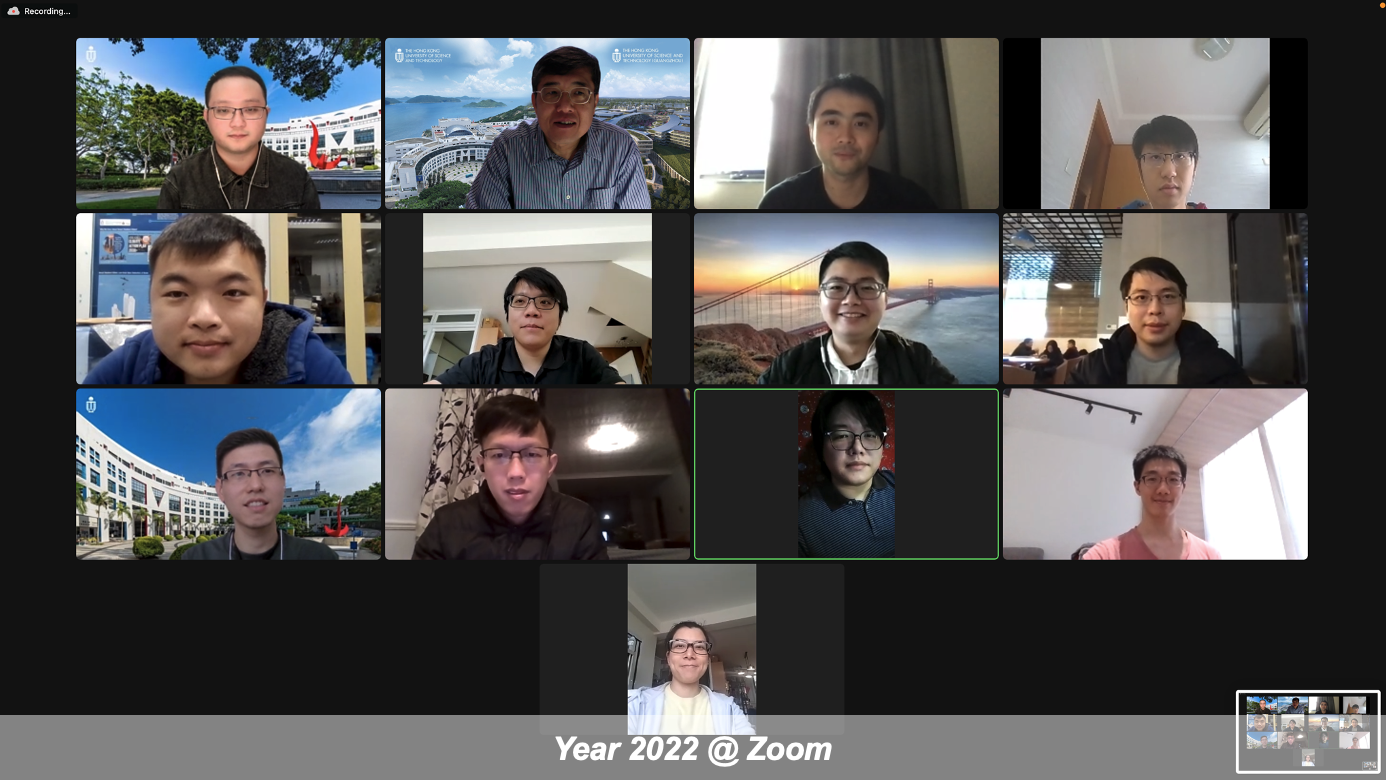 Recording...
THE HONG KONG
UNIVERSITY OF SCIENCE
AND TECHNOLOGY
THE HONG KONG
UNIVERSITY OF SCIENCE AND
TECHNOLOGY (GUANGZHOU)
Year 2022 @ Zoom